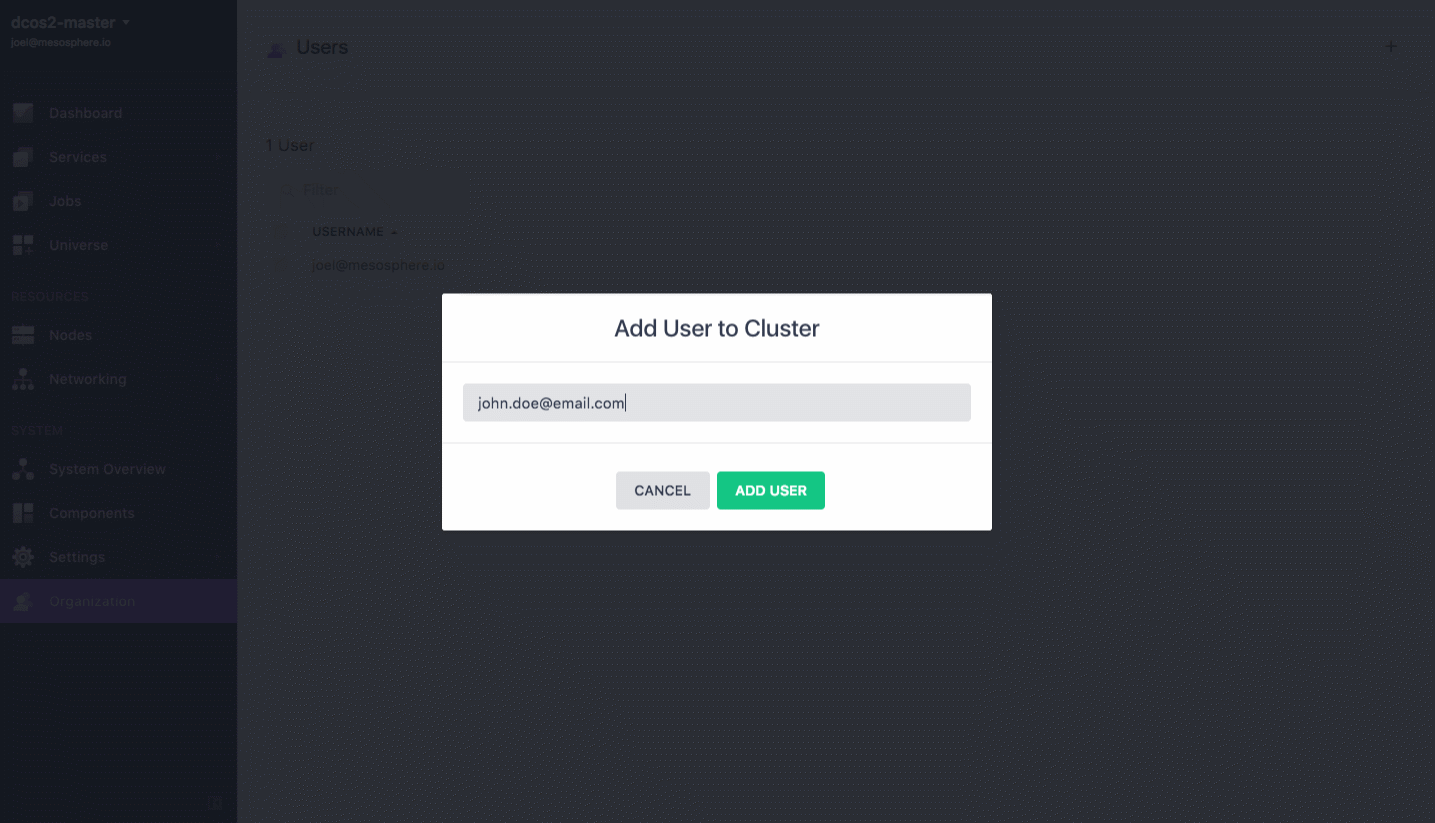 dcos2-master
joel@mesosphere.io
Dashboard
Services
Jobs
Universe
RESOURCES
Nodes
Networking
SYSTEM
System Overview
Components
Settings
Organization
Users
+
1 User
Filter
USERNAME
joel@mesosphere.io
Add User to Cluster
john.doe@email.com
CANCEL
ADD USER